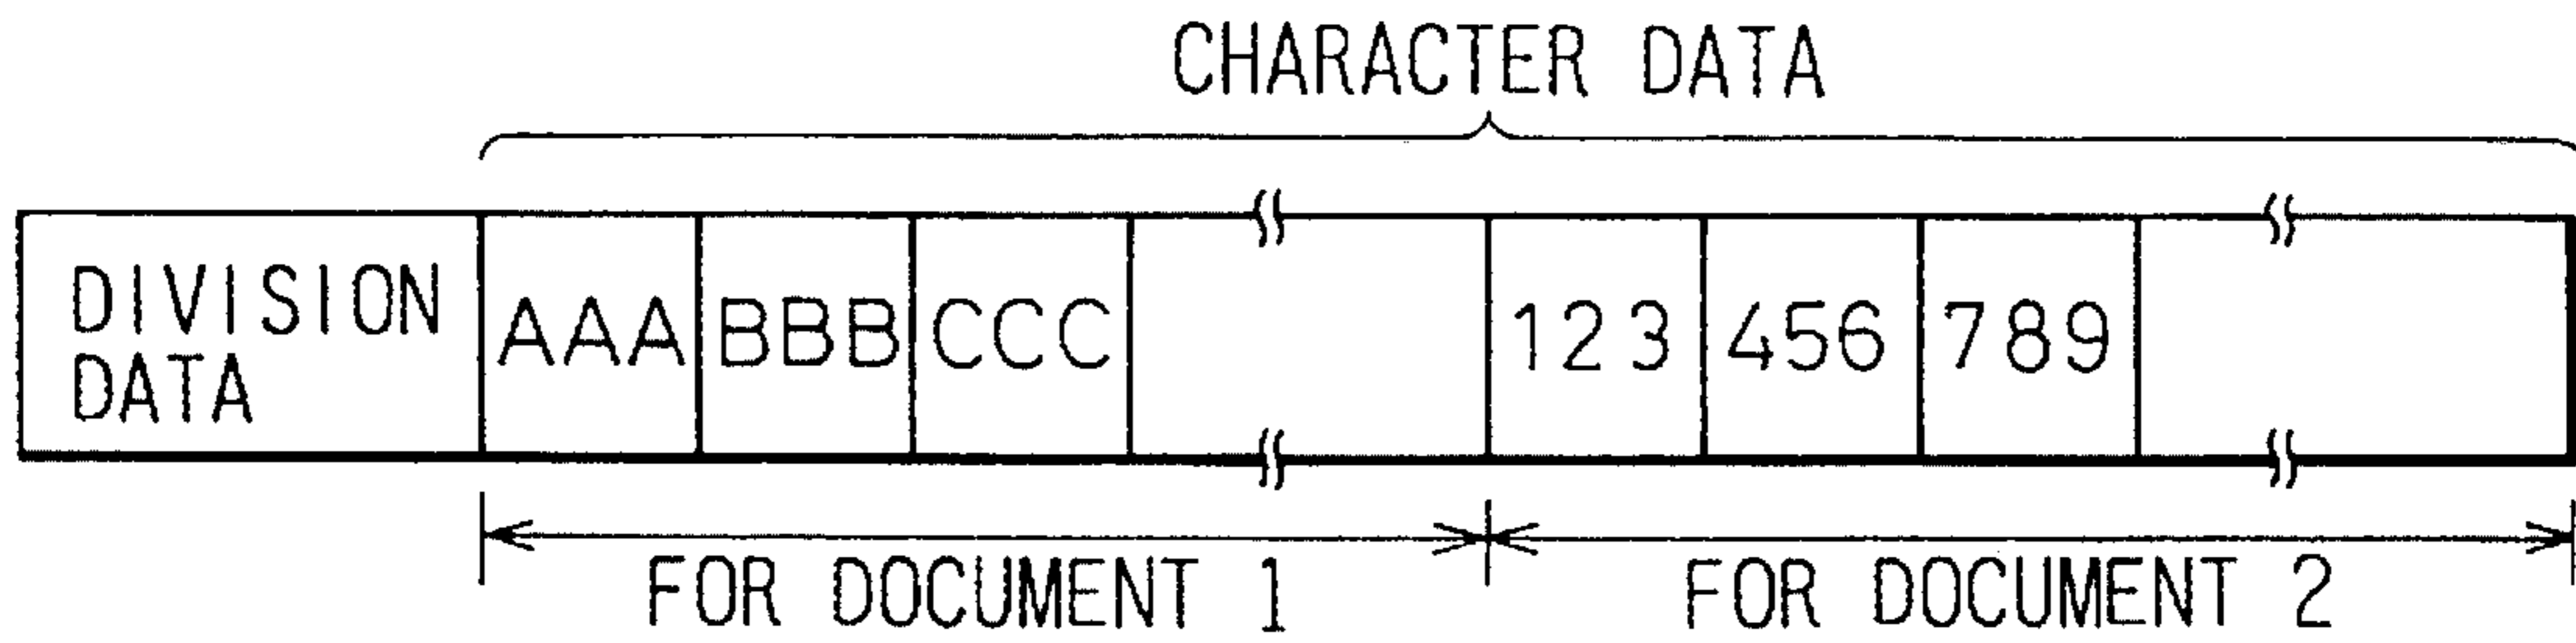 CHARACTER DATA
DIVISION
DATA
AAA BBB CCC 123 456 789
FOR DOCUMENT 1 FOR DOCUMENT 2